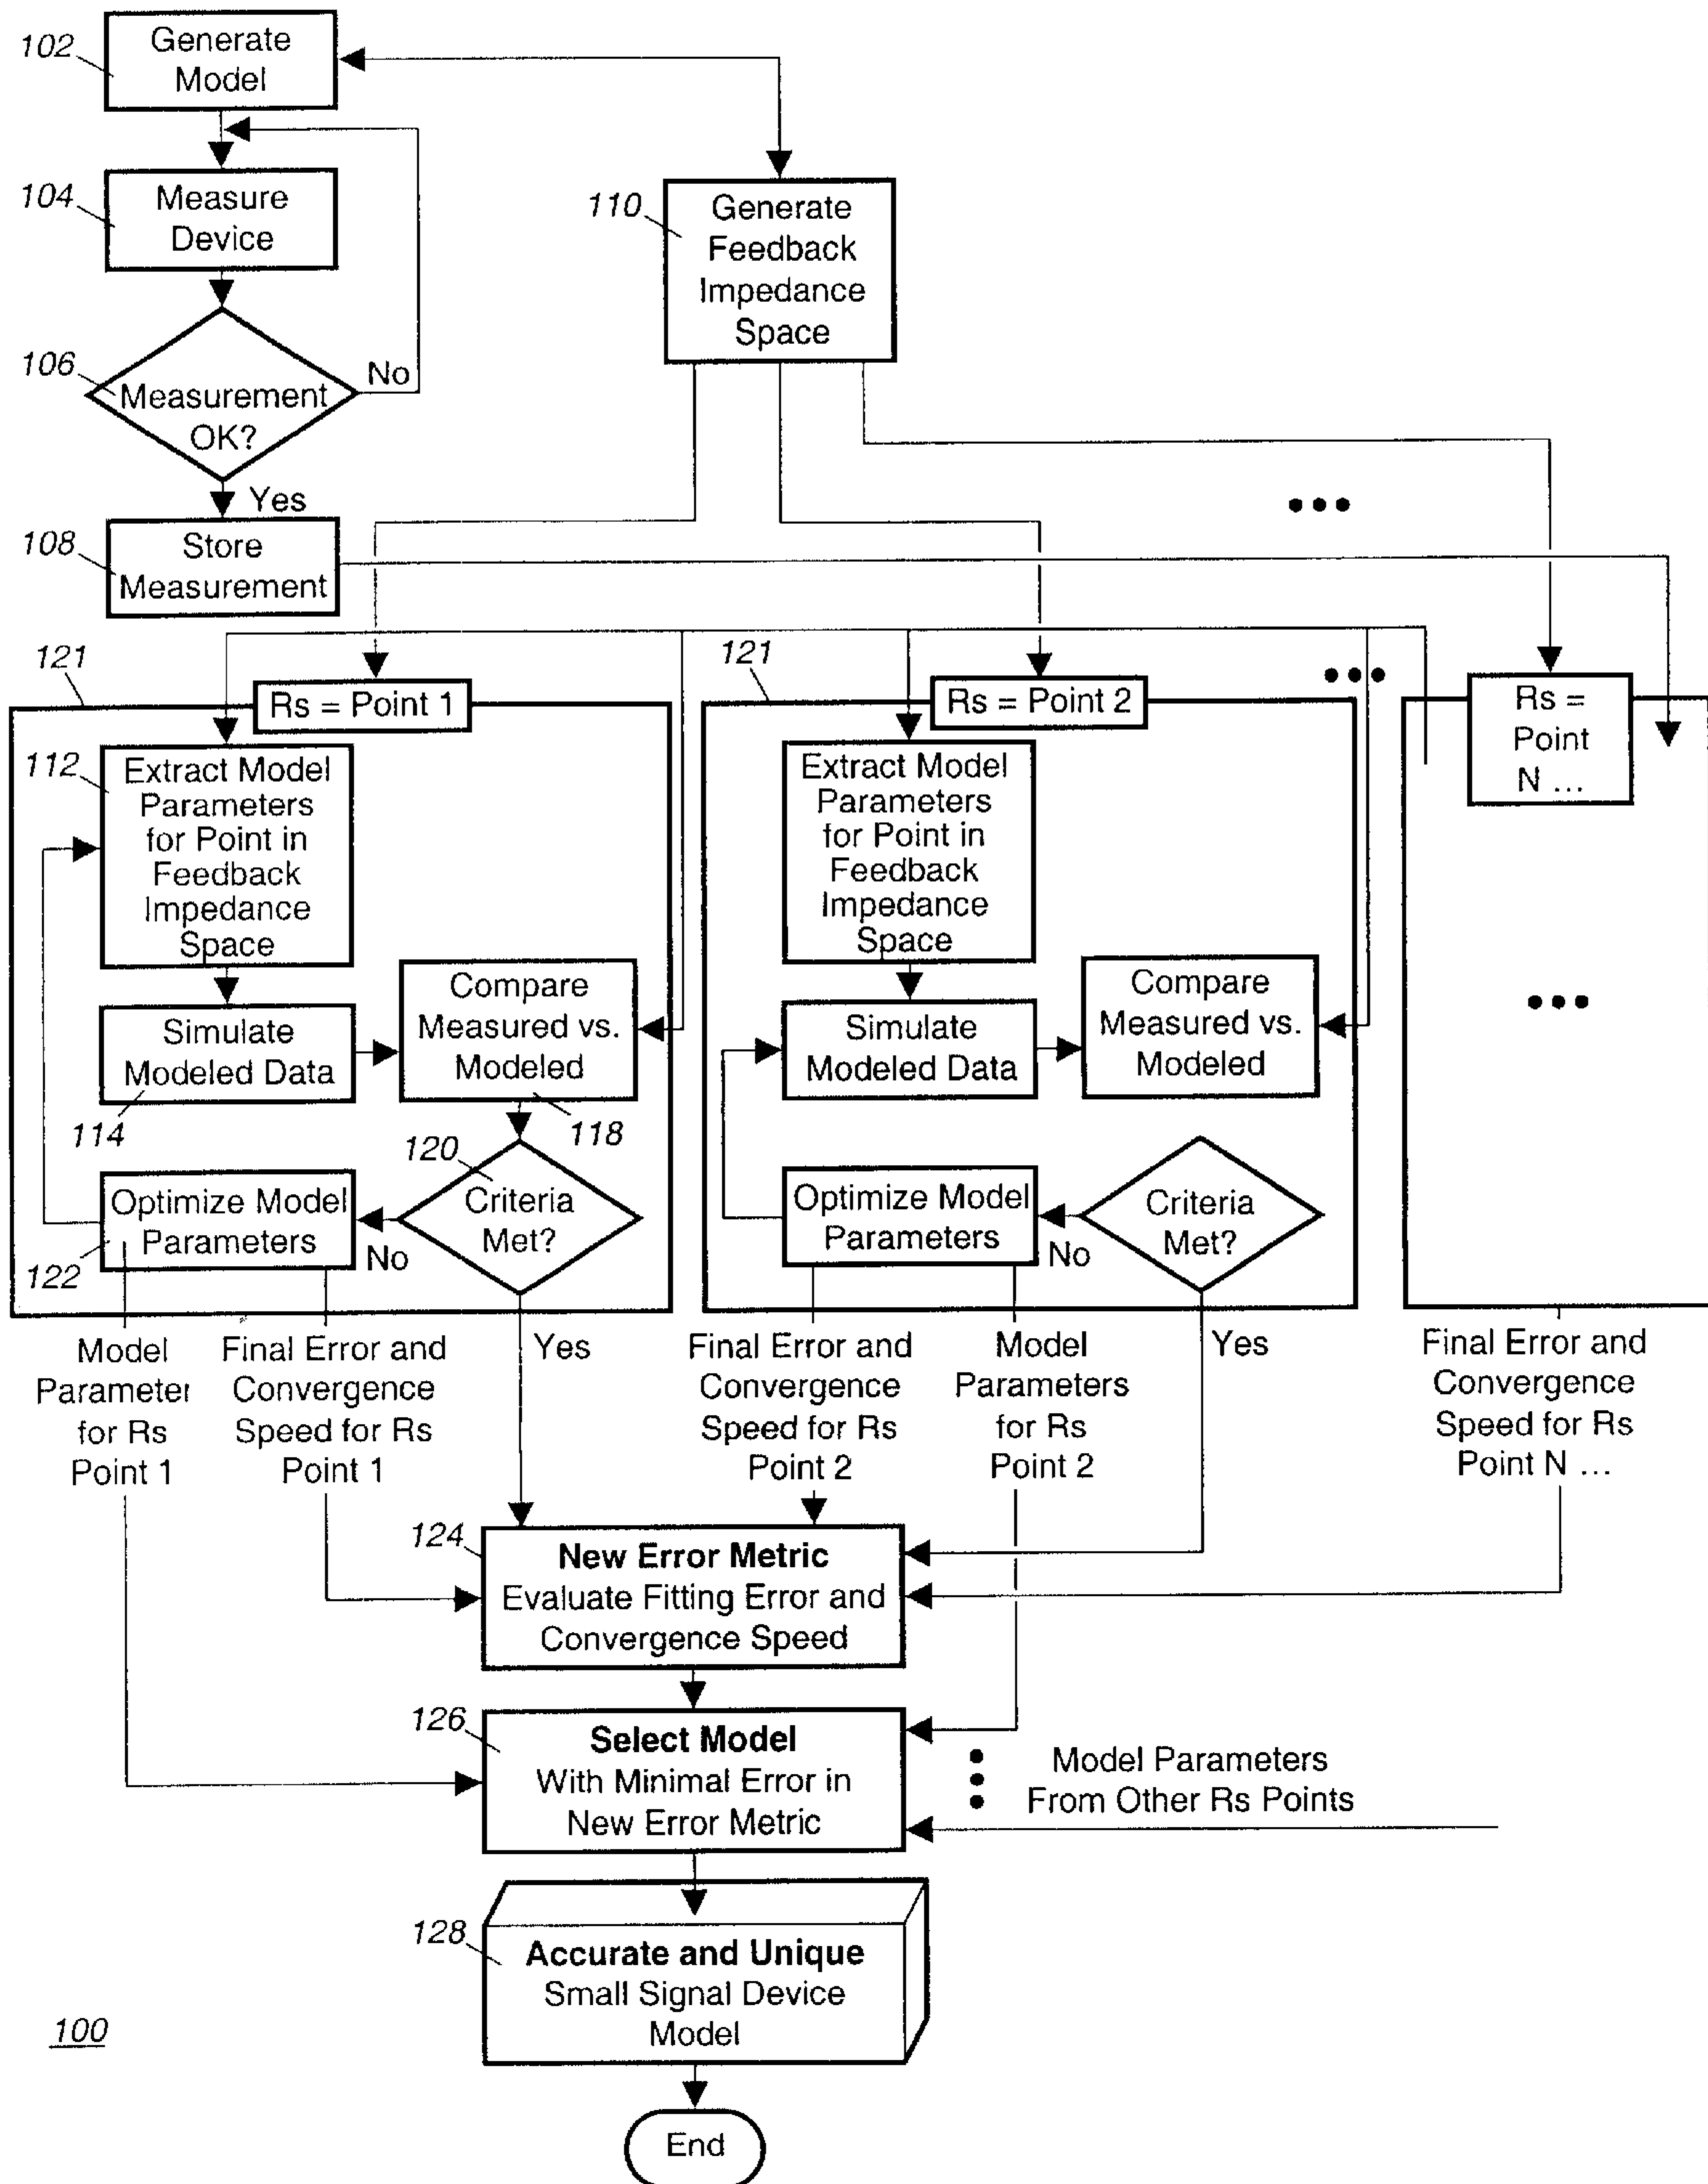 102
Generate
Model
104
Measure
Device
106
Measurement
OK?
No
Yes
108
Store
Measurement
110
Generate
Feedback
Impedance
Space
121
Rs = Point 1
112
Extract Model
Parameters
for Point in
Feedback
Impedance
Space
Simulate
Modeled Data
114
Compare
Measured vs.
Modeled
118
120
Criteria
Met?
No
Optimize Model
Parameters
122
121
Rs = Point 2
Extract Model
Parameters
for Point in
Feedback
Impedance
Space
Simulate
Modeled Data
Compare
Measured vs.
Modeled
Criteria
Met?
No
Optimize Model
Parameters
Rs =
Point
N ...
Model
Parameter
for Rs
Point 1
Final Error and
Convergence
Speed for Rs
Point 1
Yes
Final Error and
Convergence
Speed for Rs
Point 2
Model
Parameters
for Rs
Point 2
Yes
Final Error and
Convergence
Speed for Rs
Point N ...
124
New Error Metric
Evaluate Fitting Error and
Convergence Speed
126
Select Model
With Minimal Error in
New Error Metric
Model Parameters
From Other Rs Points
128
Accurate and Unique
Small Signal Device
Model
100
End